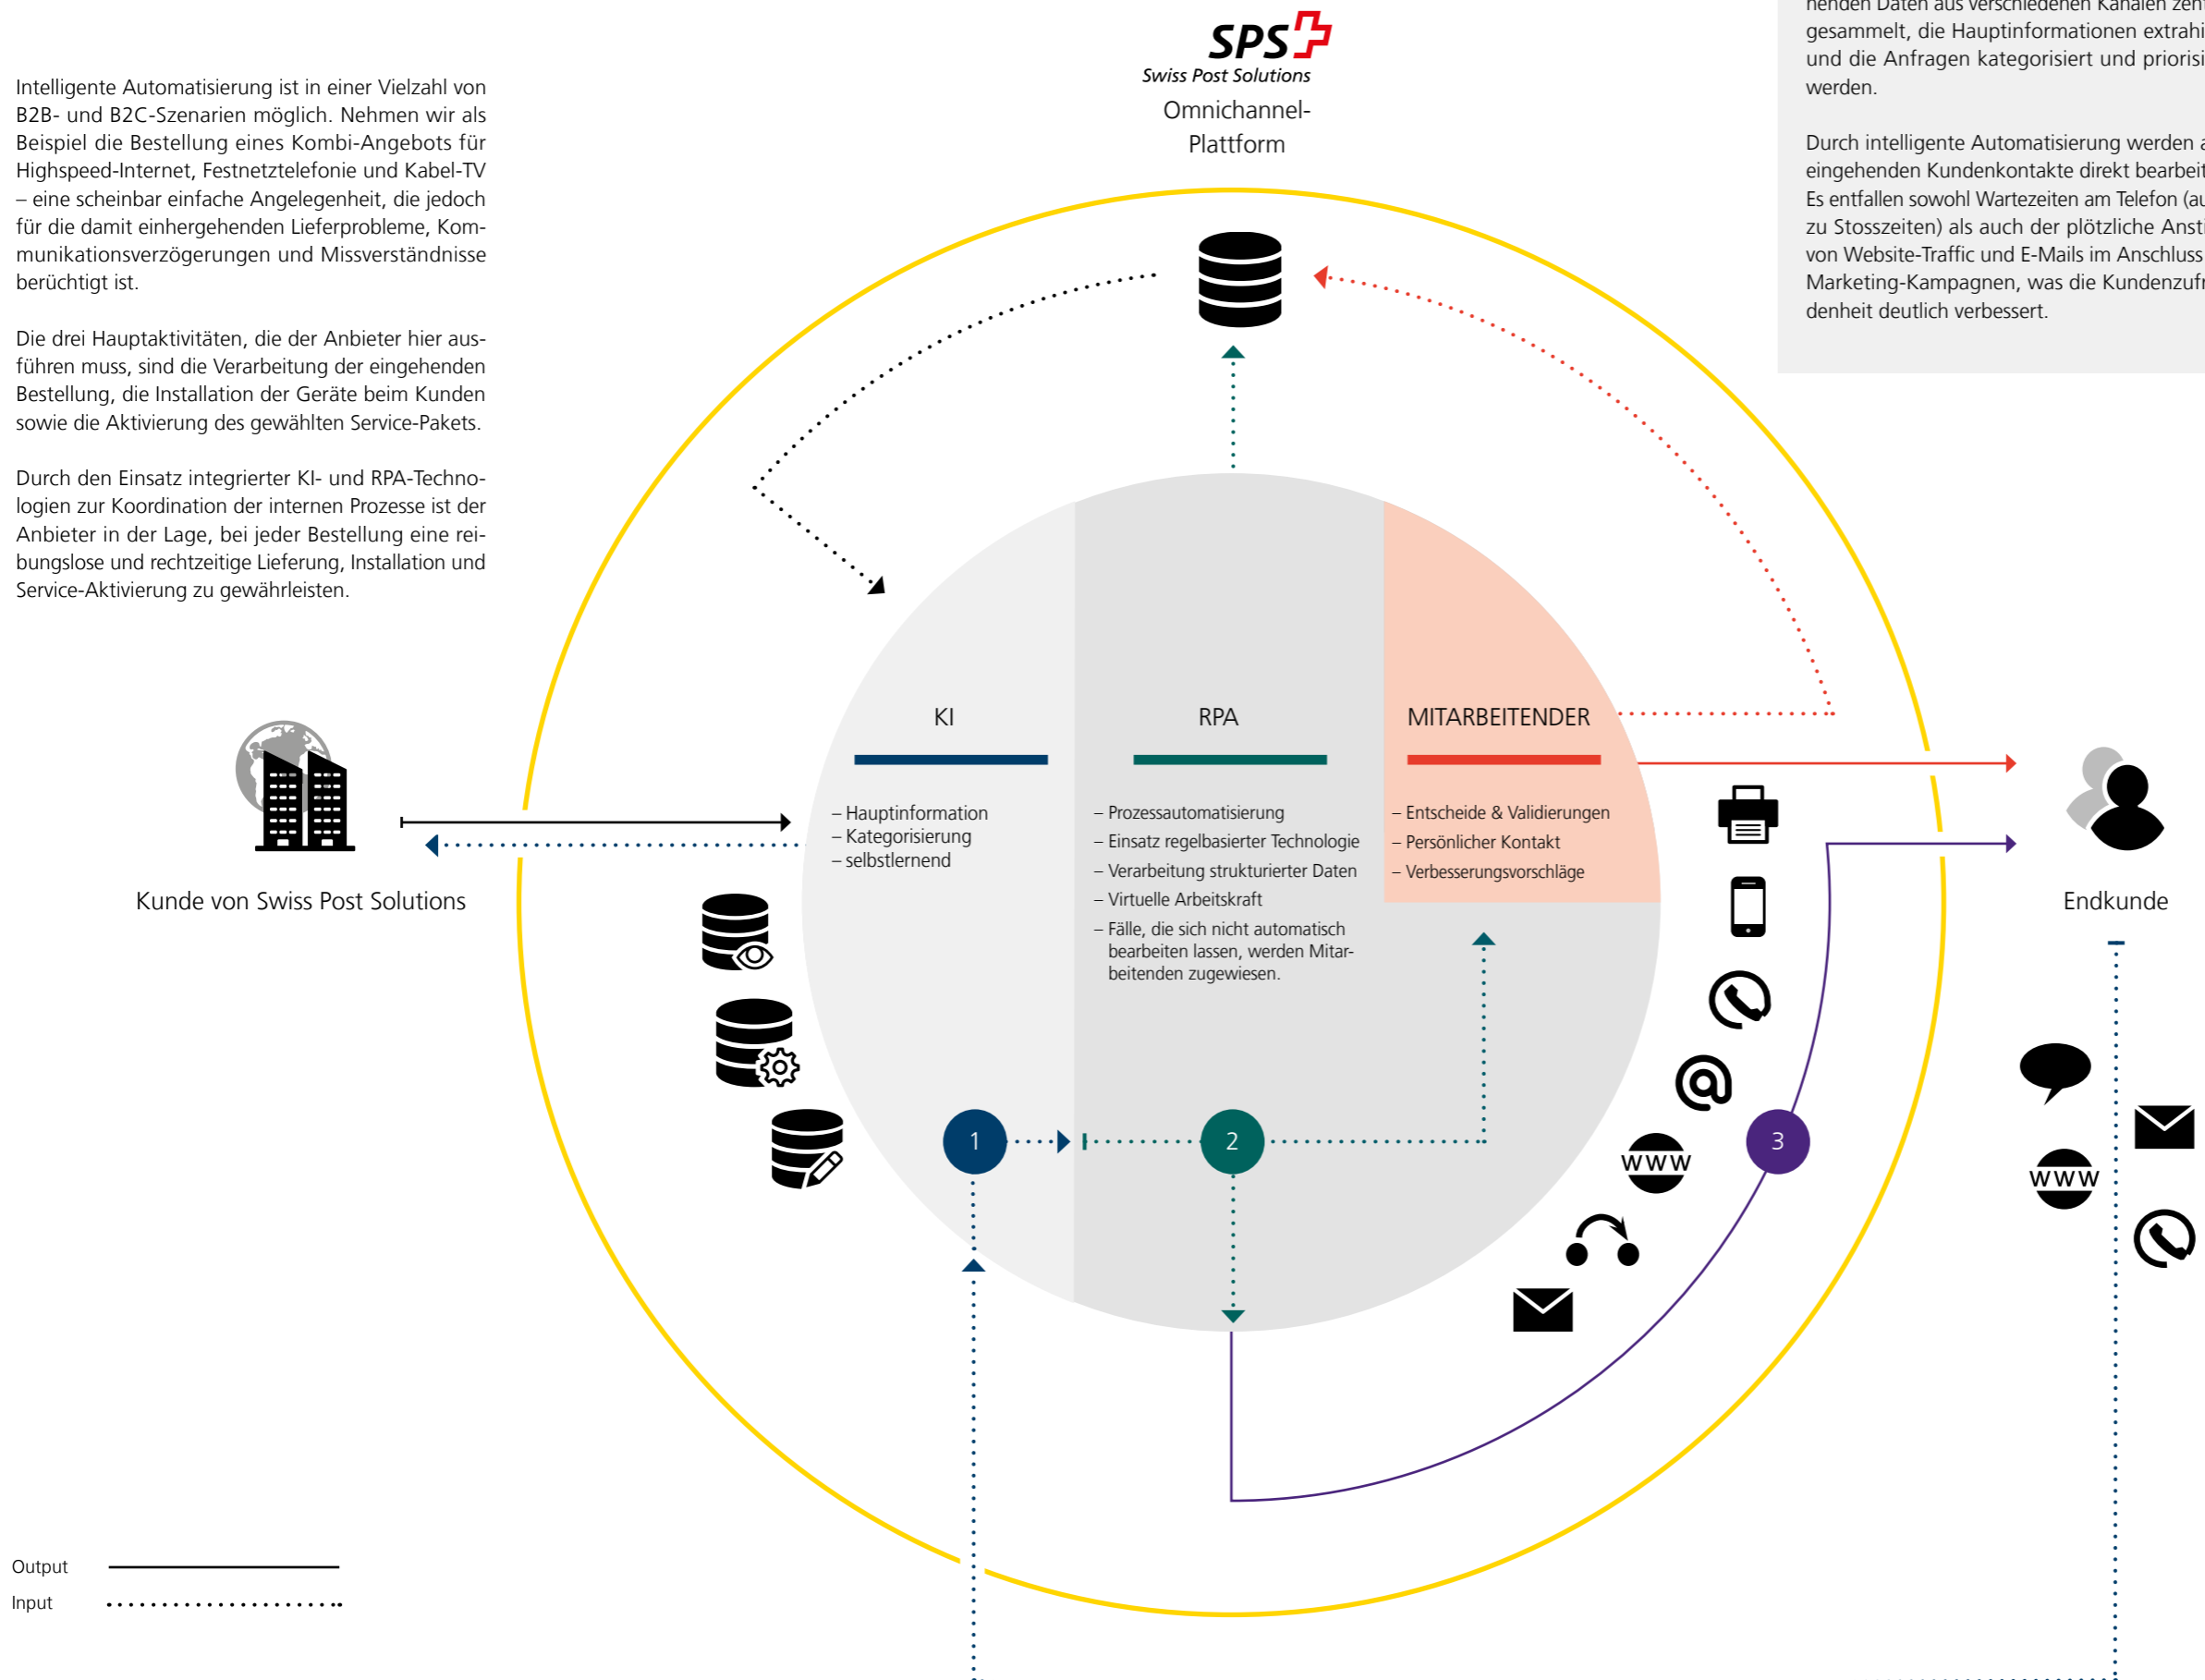 SPS
Swiss Post Solutions
Omnichannel-
Plattform
Intelligente Automatisierung ist in einer Vielzahl von
B2B- und B2C-Szenarien möglich. Nehmen wir als
Beispiel die Bestellung eines Kombi-Angebots für
Highspeed-Internet, Festnetztelefonie und Kabel-TV
– eine scheinbar einfache Angelegenheit, die jedoch
für die damit einhergehenden Lieferprobleme, Kom-
munikationsverzögerungen und Missverständnisse
berüchtigt ist.
Die drei Hauptaktivitäten, die der Anbieter hier aus-
führen muss, sind die Verarbeitung der eingehenden
Bestellung, die Installation der Geräte beim Kunden
sowie die Aktivierung des gewählten Service-Pakets.
Durch den Einsatz integrierter KI- und RPA-Techno-
logien zur Koordination der internen Prozesse ist der
Anbieter in der Lage, bei jeder Bestellung eine rei-
bungslose und rechtzeitige Lieferung, Installation und
Service-Aktivierung zu gewährleisten.
henden Daten aus verschiedenen Kanälen
gesammelt, die Hauptinformationen
und die Anfragen kategorisiert und
werden.
Durch intelligente Automatisierung werden
eingehenden Kundenkontakte direkt
Es entfallen sowohl Wartezeiten am Telefon
zu Stosszeiten) als auch der plötzliche
von Website-Traffic und E-Mails im Anschluss
Marketing-Kampagnen, was die
denheit deutlich verbessert.
KI
– Hauptinformation
– Kategorisierung
– selbstlernend
RPA
– Prozessautomatisierung
– Einsatz regelbasierter Technologie
– Verarbeitung strukturierter Daten
– Virtuelle Arbeitskraft
– Fälle, die sich nicht automatisch
bearbeiten lassen, werden Mitar-
beitenden zugewiesen.
MITARBEITENDER
– Entscheide & Validierungen
– Persönlicher Kontakt
– Verbesserungsvorschläge
Kunde von Swiss Post Solutions
Endkunde
1
2
3
@
WWW
WWW
Output
Input